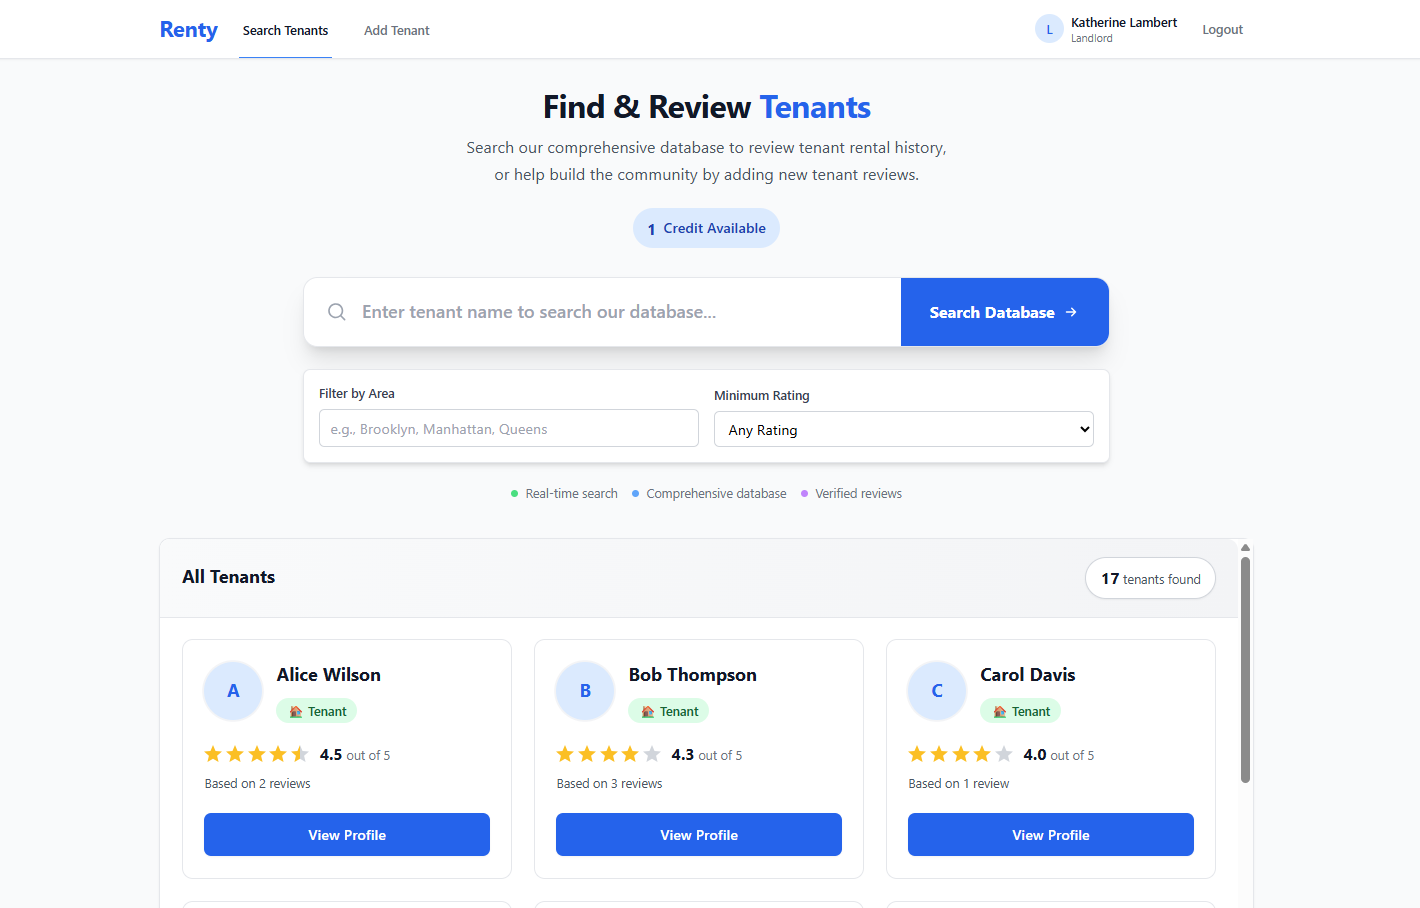 Renty
Search Tenants
Add Tenant
L
Katherine Lambert
Landlord
Logout
Find & Review Tenants
Search our comprehensive database to review tenant rental history,
or help build the community by adding new tenant reviews.
1 Credit Available
Enter tenant name to search our database...
Search Database →
Filter by Area
Minimum Rating
e.g., Brooklyn, Manhattan, Queens
Any Rating
Real-time search
Comprehensive database
Verified reviews
All Tenants
17 tenants found
A
Alice Wilson
Tenant
4.5 out of 5
Based on 2 reviews
View Profile
B
Bob Thompson
Tenant
4.3 out of 5
Based on 3 reviews
View Profile
C
Carol Davis
Tenant
4.0 out of 5
Based on 1 review
View Profile